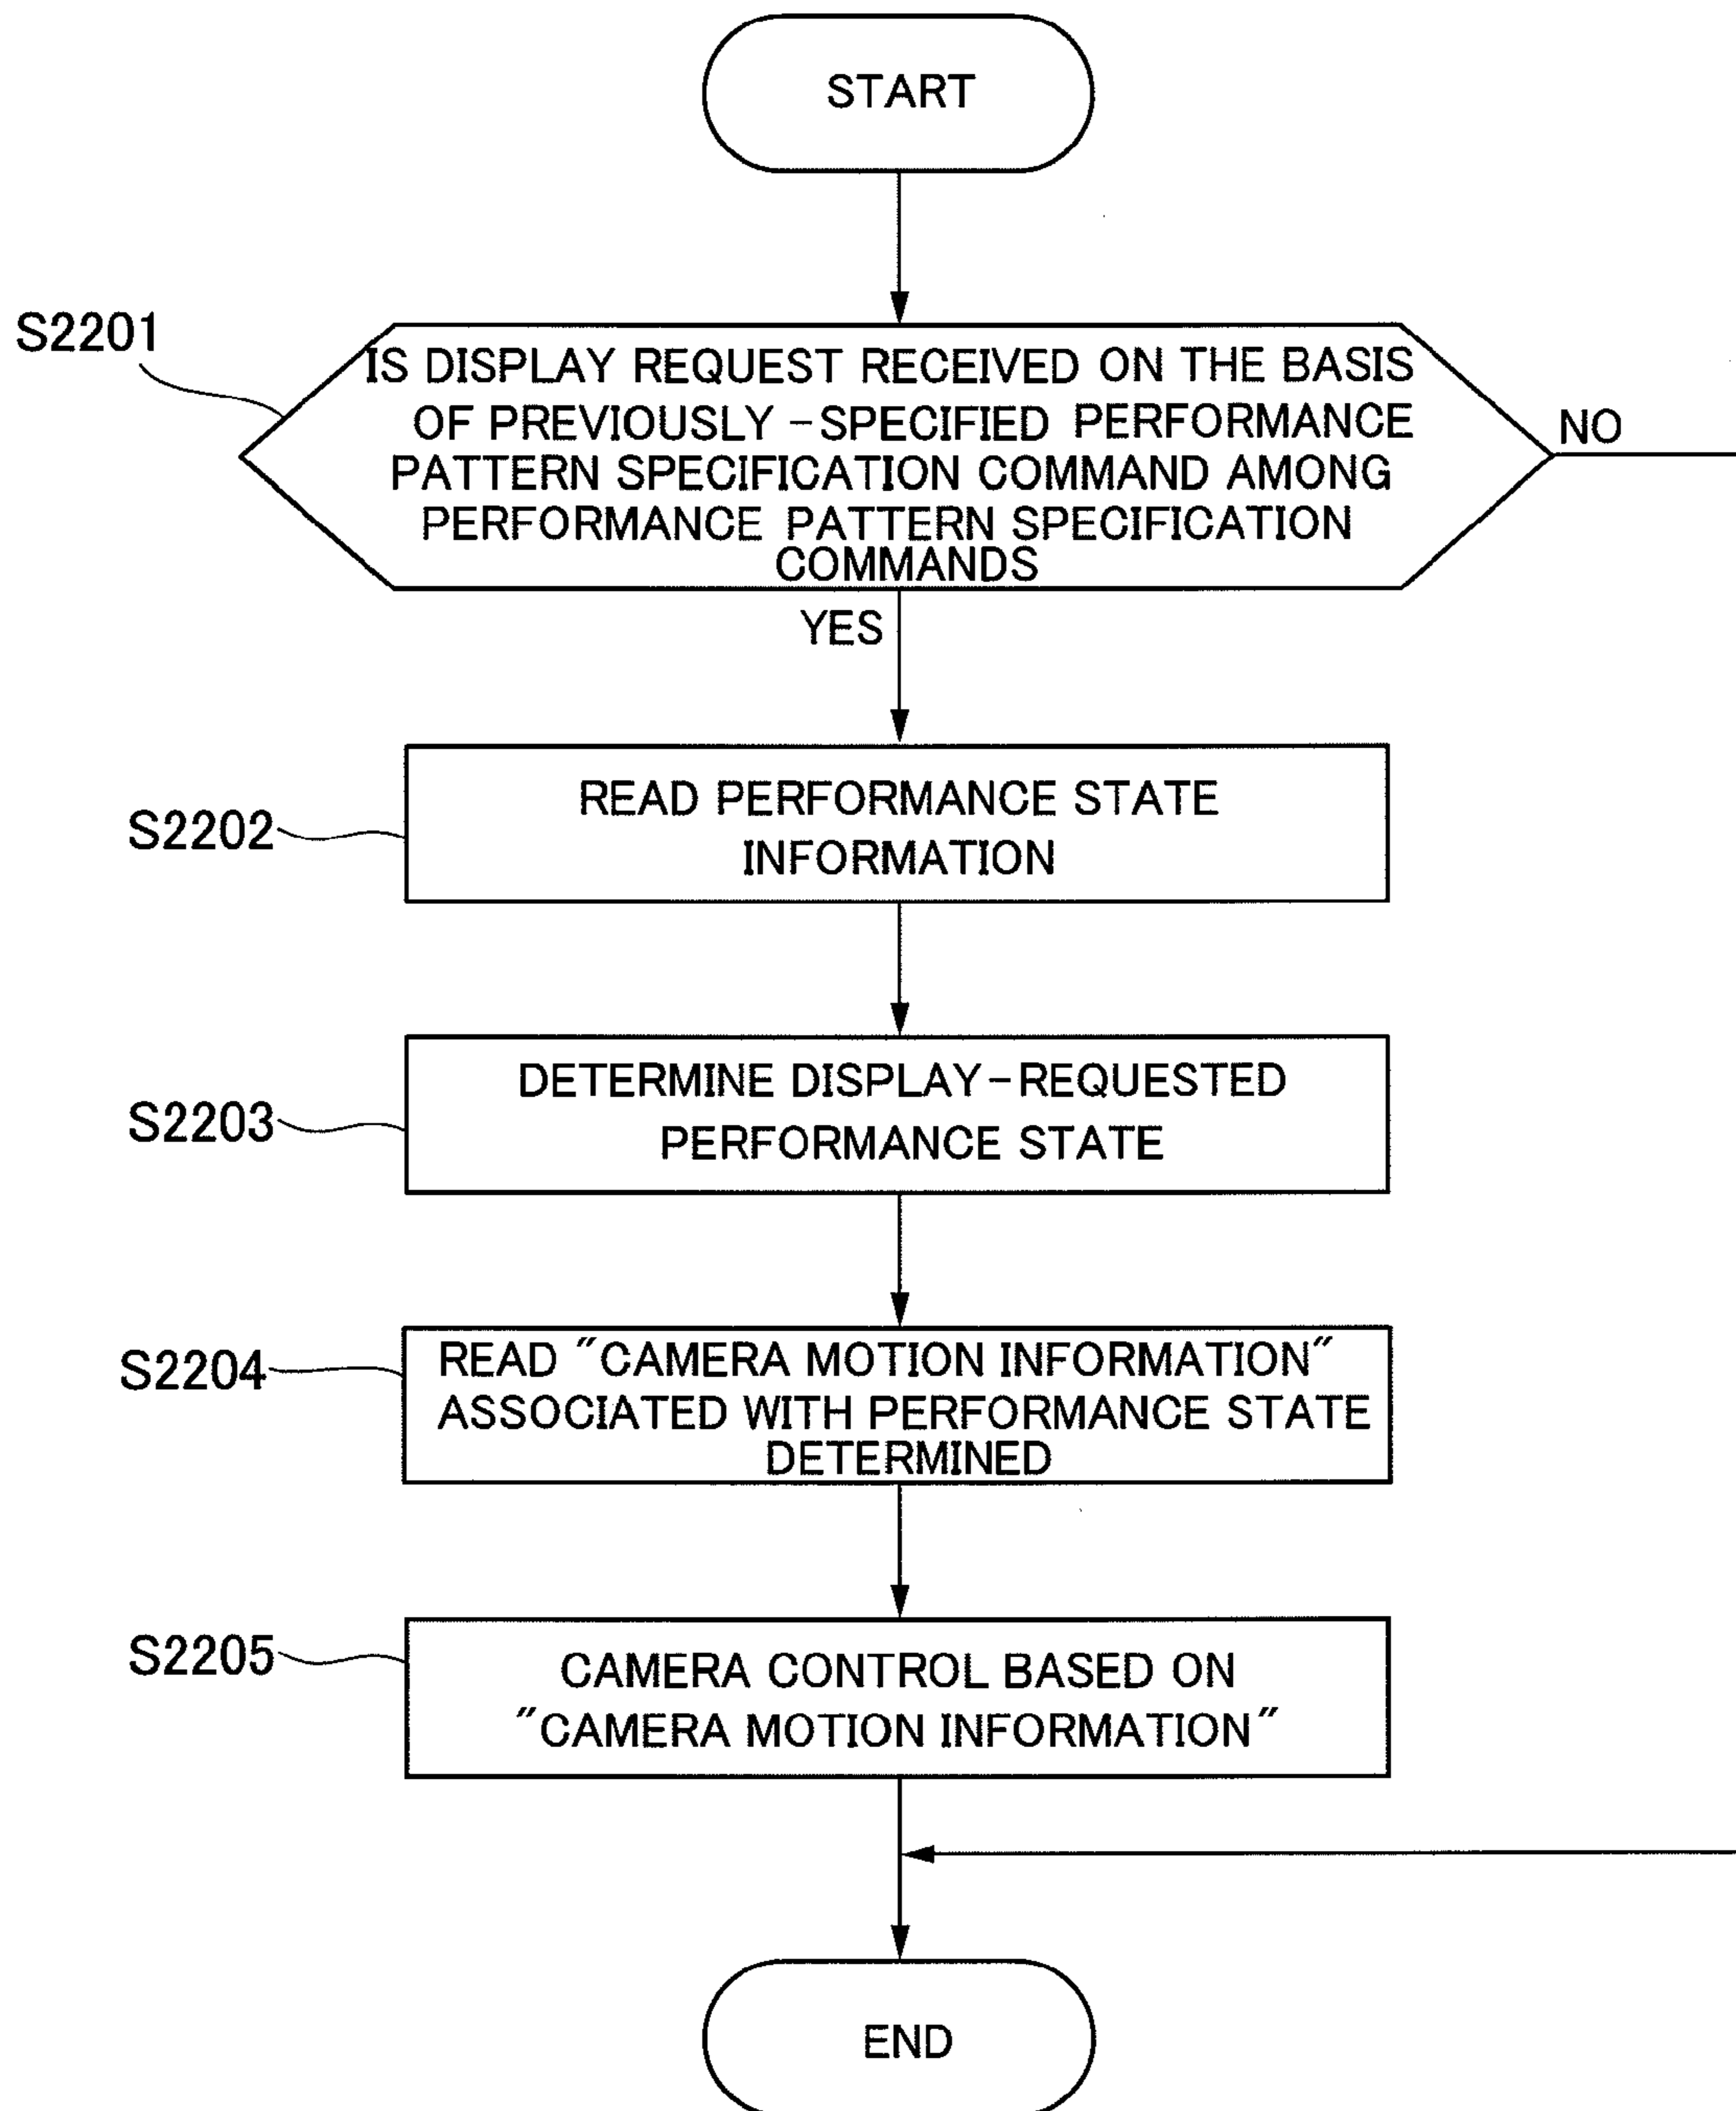 START
S2201
IS DISPLAY REQUEST RECEIVED ON THE BASIS
OF PREVIOUSLY-SPECIFIED PERFORMANCE
PATTERN SPECIFICATION COMMAND AMONG
PERFORMANCE PATTERN SPECIFICATION
COMMANDS
NO
YES
S2202
READ PERFORMANCE STATE
INFORMATION
S2203
DETERMINE DISPLAY-REQUESTED
PERFORMANCE STATE
S2204
READ "CAMERA MOTION INFORMATION"
ASSOCIATED WITH PERFORMANCE STATE
DETERMINED
S2205
CAMERA CONTROL BASED ON
"CAMERA MOTION INFORMATION"
END